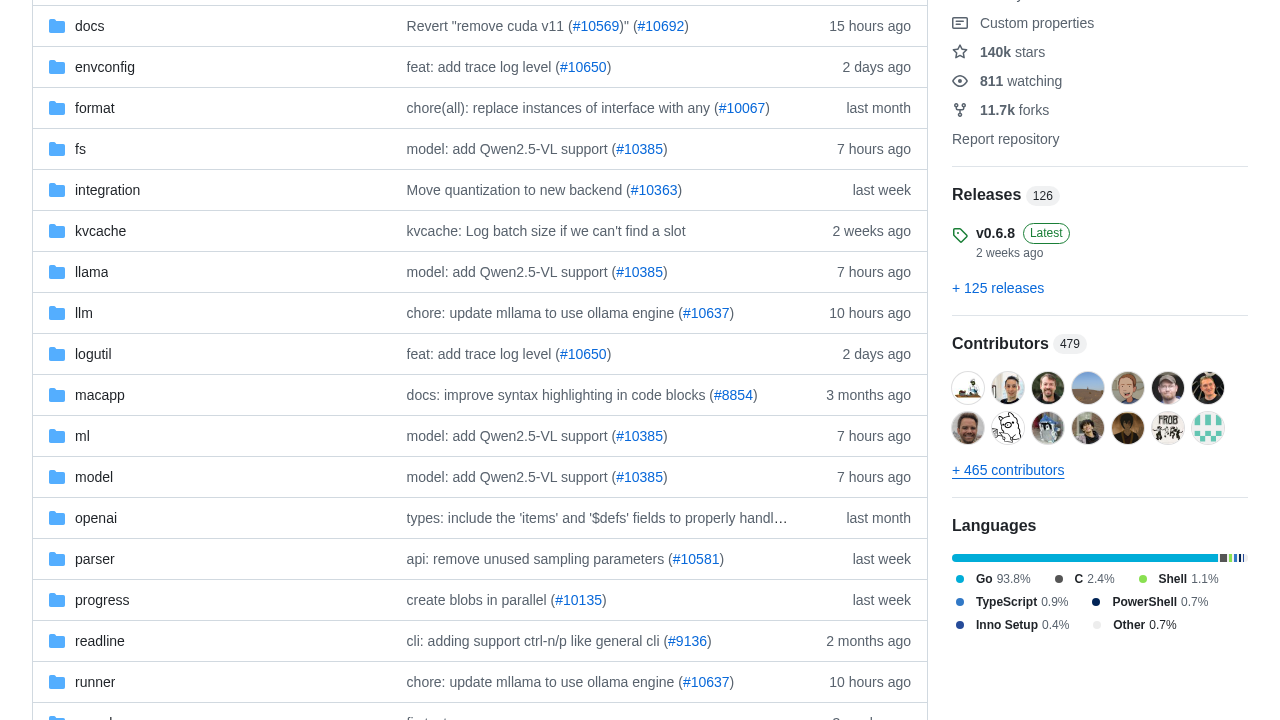 docs Revert "remove cuda v11 (#10569)" (#10692) 15 hours ago
envconfig feat: add trace log level (#10650) 2 days ago
format chore(all): replace instances of interface with any (#10067) last month
fs model: add Qwen2.5-VL support (#10385) 7 hours ago
integration Move quantization to new backend (#10363) last week
kvcache kvcache: Log batch size if we can't find a slot 2 weeks ago
llama model: add Qwen2.5-VL support (#10385) 7 hours ago
llm chore: update mllama to use ollama engine (#10637) 10 hours ago
logutil feat: add trace log level (#10650) 2 days ago
macapp docs: improve syntax highlighting in code blocks (#8854) 3 months ago
ml model: add Qwen2.5-VL support (#10385) 7 hours ago
model model: add Qwen2.5-VL support (#10385) 7 hours ago
openai types: include the 'items' and '$defs' fields to properly handl... last month
parser api: remove unused sampling parameters (#10581) last week
progress create blobs in parallel (#10135) last week
readline cli: adding support ctrl-n/p like general cli (#9136) 2 months ago
runner chore: update mllama to use ollama engine (#10637) 10 hours ago
Custom properties
140k stars
811 watching
11.7k forks
Report repository
Releases 126
v0.6.8 Latest
2 weeks ago
+ 125 releases
Contributors 479
FROB
+ 465 contributors
Languages
Go 93.8% C 2.4% Shell 1.1%
TypeScript 0.9% PowerShell 0.7%
Inno Setup 0.4% Other 0.7%